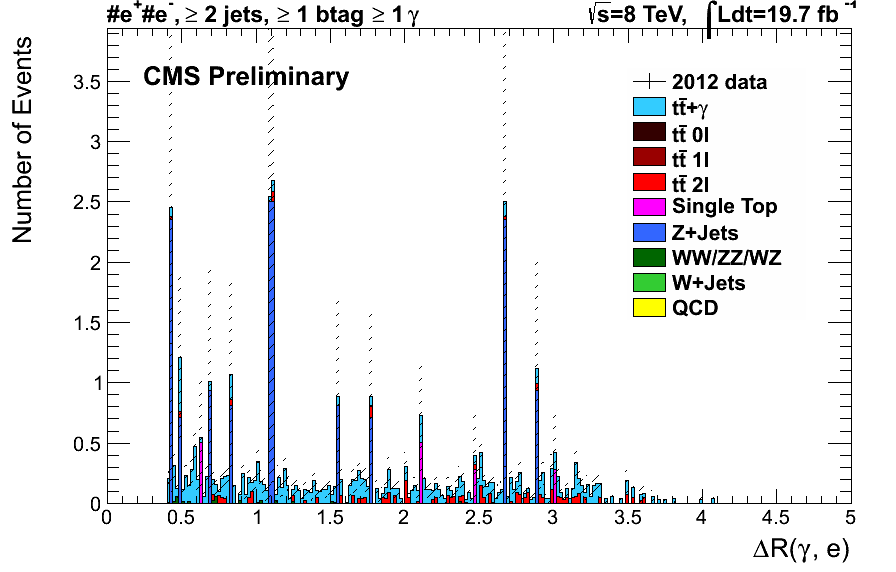 #e⁺#e⁻, ≥ 2 jets, ≥ 1 btag ≥ 1 γ
√s=8 TeV, ∫Ldt=19.7 fb⁻¹
CMS Preliminary
Number of Events
3.5
3
2.5
2
1.5
1
0.5
0
2012 data
tt̄+γ
tt̄ 0l
tt̄ 1l
tt̄ 2l
Single Top
Z+Jets
WW/ZZ/WZ
W+Jets
QCD
0 0.5 1 1.5 2 2.5 3 3.5 4 4.5 5
ΔR(γ, e)